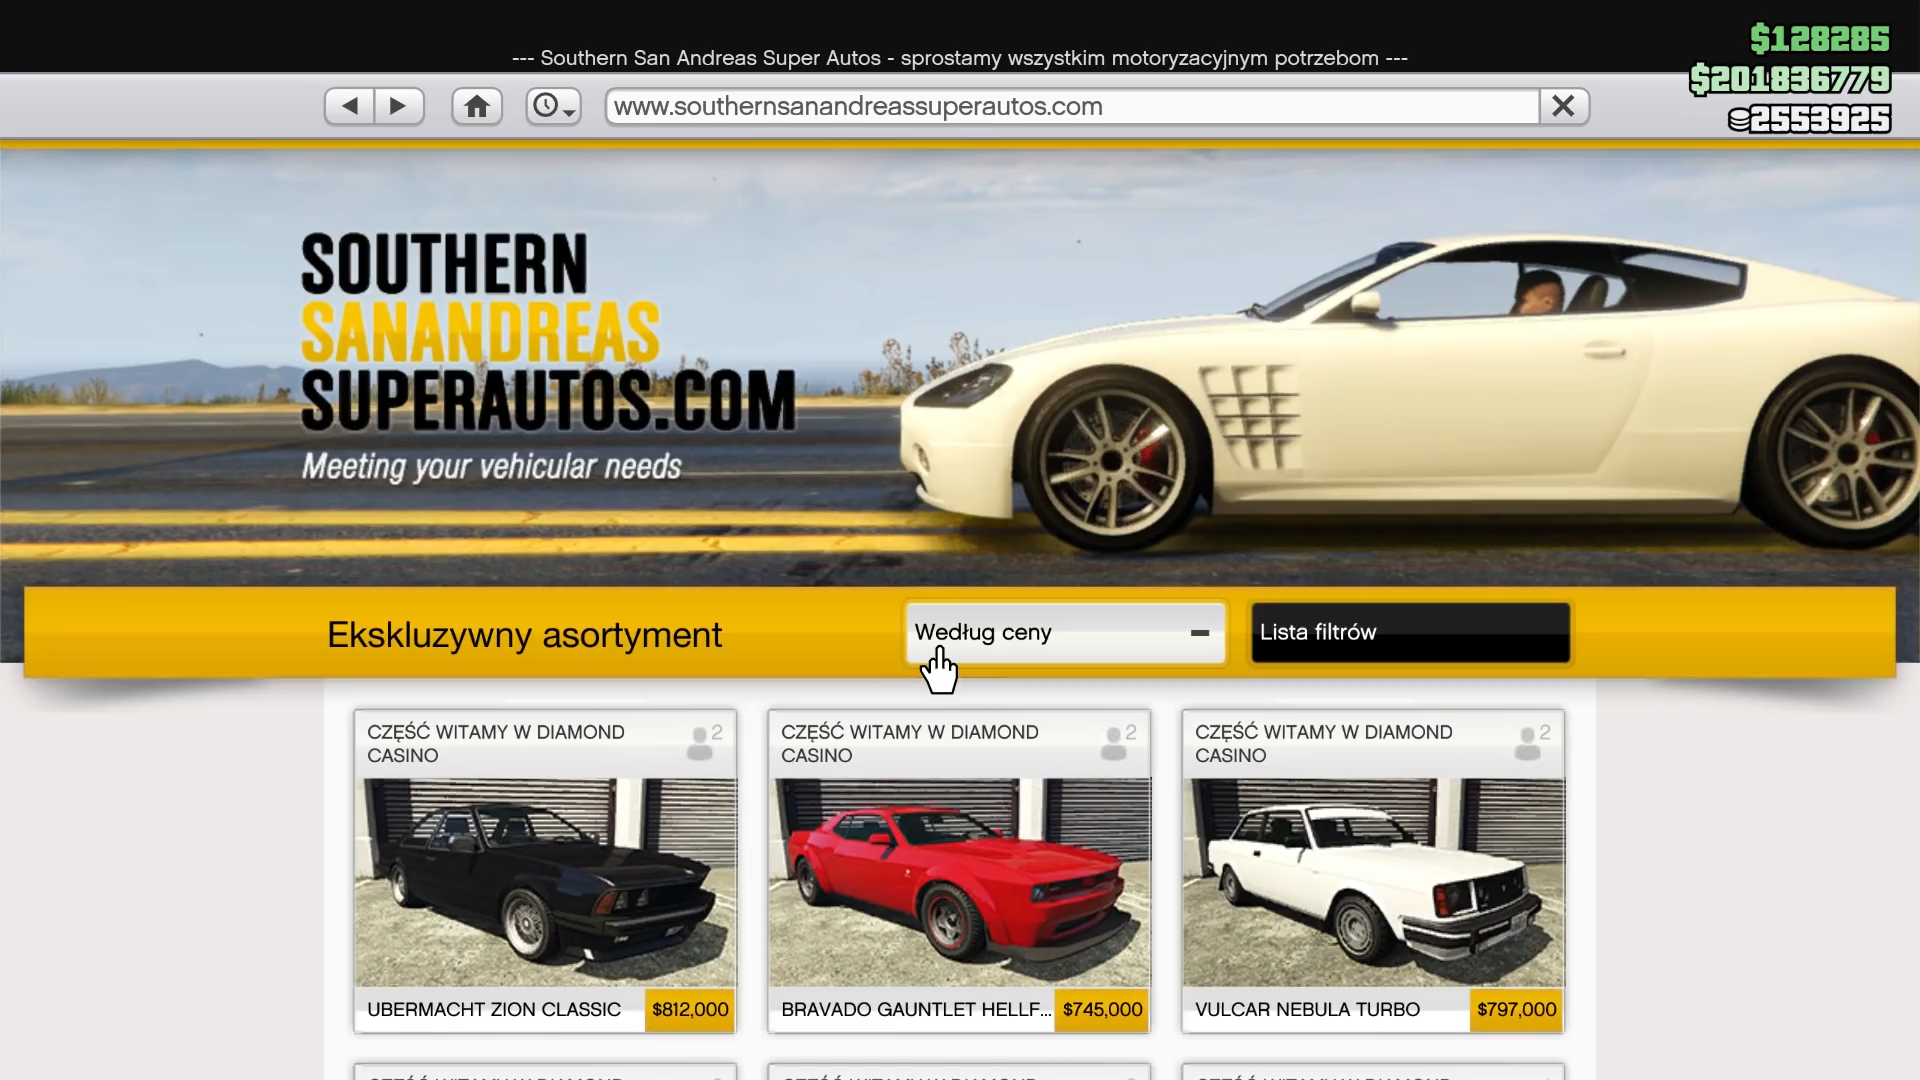 --- Southern San Andreas Super Autos - sprostamy wszystkim motoryzacyjnym potrzebom ---
$128285
$201836779
2553925
www.southernsanandreassuperautos.com
SOUTHERN
SANANDREAS
SUPERAUTOS.COM
Meeting your vehicular needs
Ekskluzywny asortyment
Według ceny
Lista filtrów
CZĘŚĆ WITAMY W DIAMOND
CASINO
2
CZĘŚĆ WITAMY W DIAMOND
CASINO
2
CZĘŚĆ WITAMY W DIAMOND
CASINO
2
UBERMACHT ZION CLASSIC
$812,000
BRAVADO GAUNTLET HELLF...
$745,000
VULCAR NEBULA TURBO
$797,000